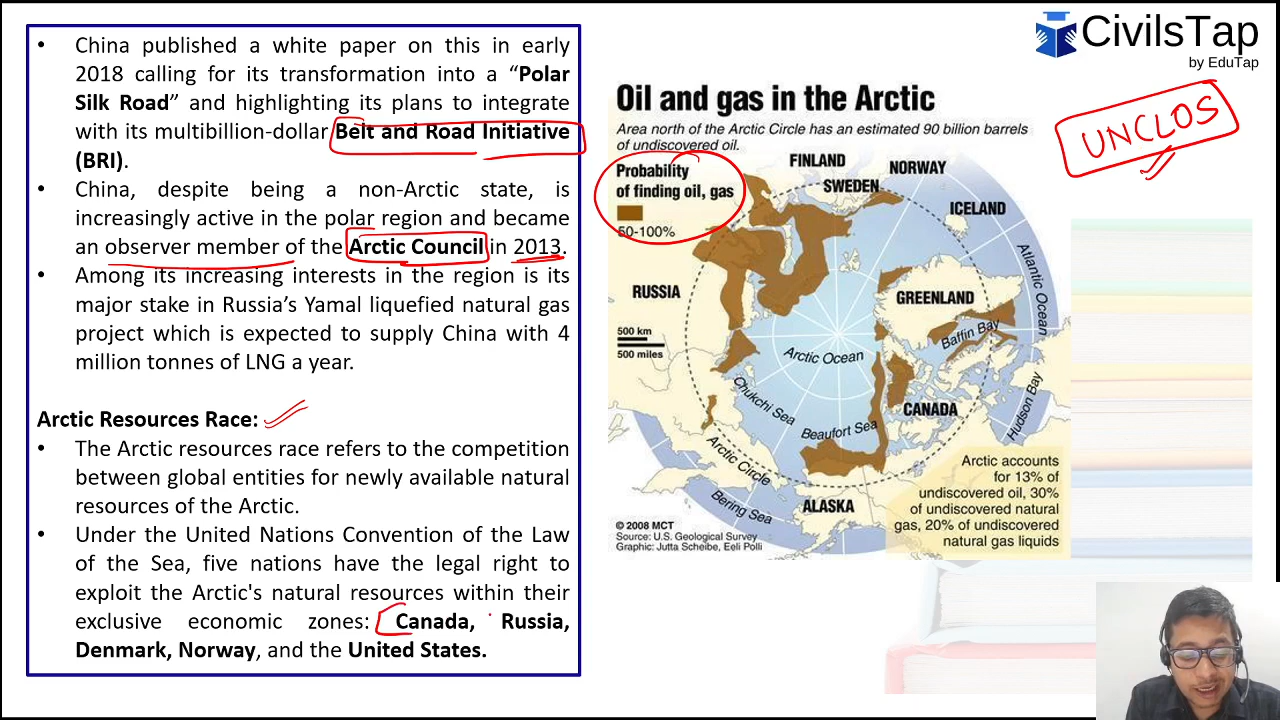 • China published a white paper on this in early
2018 calling for its transformation into a “Polar
Silk Road” and highlighting its plans to integrate
with its multibillion-dollar Belt and Road Initiative
(BRI).
• China, despite being a non-Arctic state, is
increasingly active in the polar region and became
an observer member of the Arctic Council in 2013.
• Among its increasing interests in the region is its
major stake in Russia’s Yamal liquefied natural gas
project which is expected to supply China with 4
million tonnes of LNG a year.
Arctic Resources Race:
• The Arctic resources race refers to the competition
between global entities for newly available natural
resources of the Arctic.
• Under the United Nations Convention of the Law
of the Sea, five nations have the legal right to
exploit the Arctic's natural resources within their
exclusive economic zones: Canada, Russia,
Denmark, Norway, and the United States.
CivilsTap
by EduTap
UNCLOS
Oil and gas in the Arctic
Area north of the Arctic Circle has an estimated 90 billion barrels
of undiscovered oil.
Probability
of finding oil, gas
50-100%
FINLAND
SWEDEN
NORWAY
ICELAND
Atlantic Ocean
RUSSIA
GREENLAND
Baffin Bay
500 km
500 miles
Arctic Ocean
Chukchi Sea
Beaufort Sea
CANADA
Hudson Bay
Arctic Circle
Bering Sea
ALASKA
Arctic accounts
for 13% of
undiscovered oil, 30%
of undiscovered natural
gas, 20% of undiscovered
natural gas liquids
© 2008 MCT
Source: U.S. Geological Survey
Graphic: Jutta Scheibe, Eeli Polli